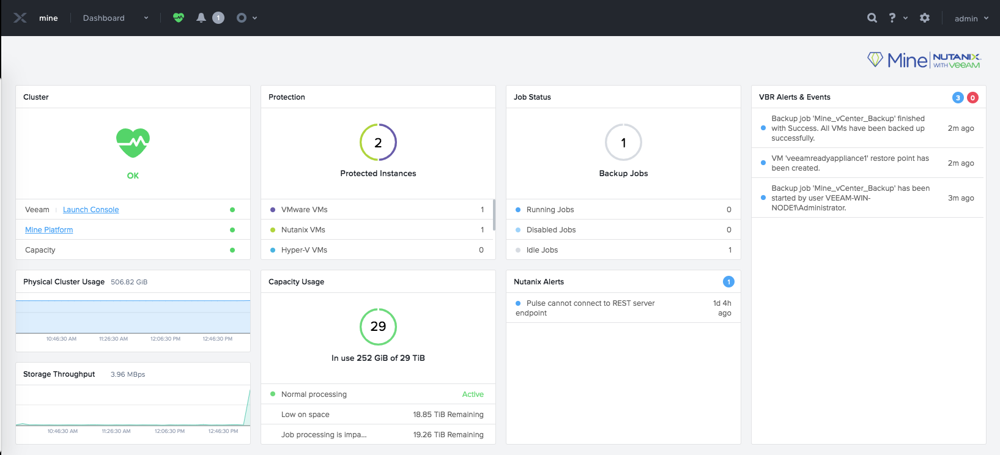 mine
Dashboard
1
?
admin
Mine
NUTANIX
WITH VEEAM
Cluster
OK
Veeam
Launch Console
Mine Platform
Capacity
Protection
2
Protected Instances
VMware VMs 1
Nutanix VMs 1
Hyper-V VMs 0
Job Status
1
Backup Jobs
Running Jobs 0
Disabled Jobs 0
Idle Jobs 1
VBR Alerts & Events 3 0
Backup job 'Mine_vCenter_Backup' finished
with Success. All VMs have been backed up 2m ago
successfully.
VM 'veeamreadyappliance1' restore point has
been created. 2m ago
Backup job 'Mine_vCenter_Backup' has been
started by user VEEAM-WIN- 3m ago
NODE1\Administrator.
Physical Cluster Usage 506.82 GiB
10:46:30 AM 11:26:30 AM 12:06:30 PM 12:46:30 PM
Storage Throughput 3.96 MBps
10:46:30 AM 11:26:30 AM 12:06:30 PM 12:46:30 PM
Capacity Usage
29
In use 252 GiB of 29 TiB
Normal processing Active
Low on space 18.85 TiB Remaining
Job processing is impa... 19.26 TiB Remaining
Nutanix Alerts 1
Pulse cannot connect to REST server 1d 4h
endpoint ago